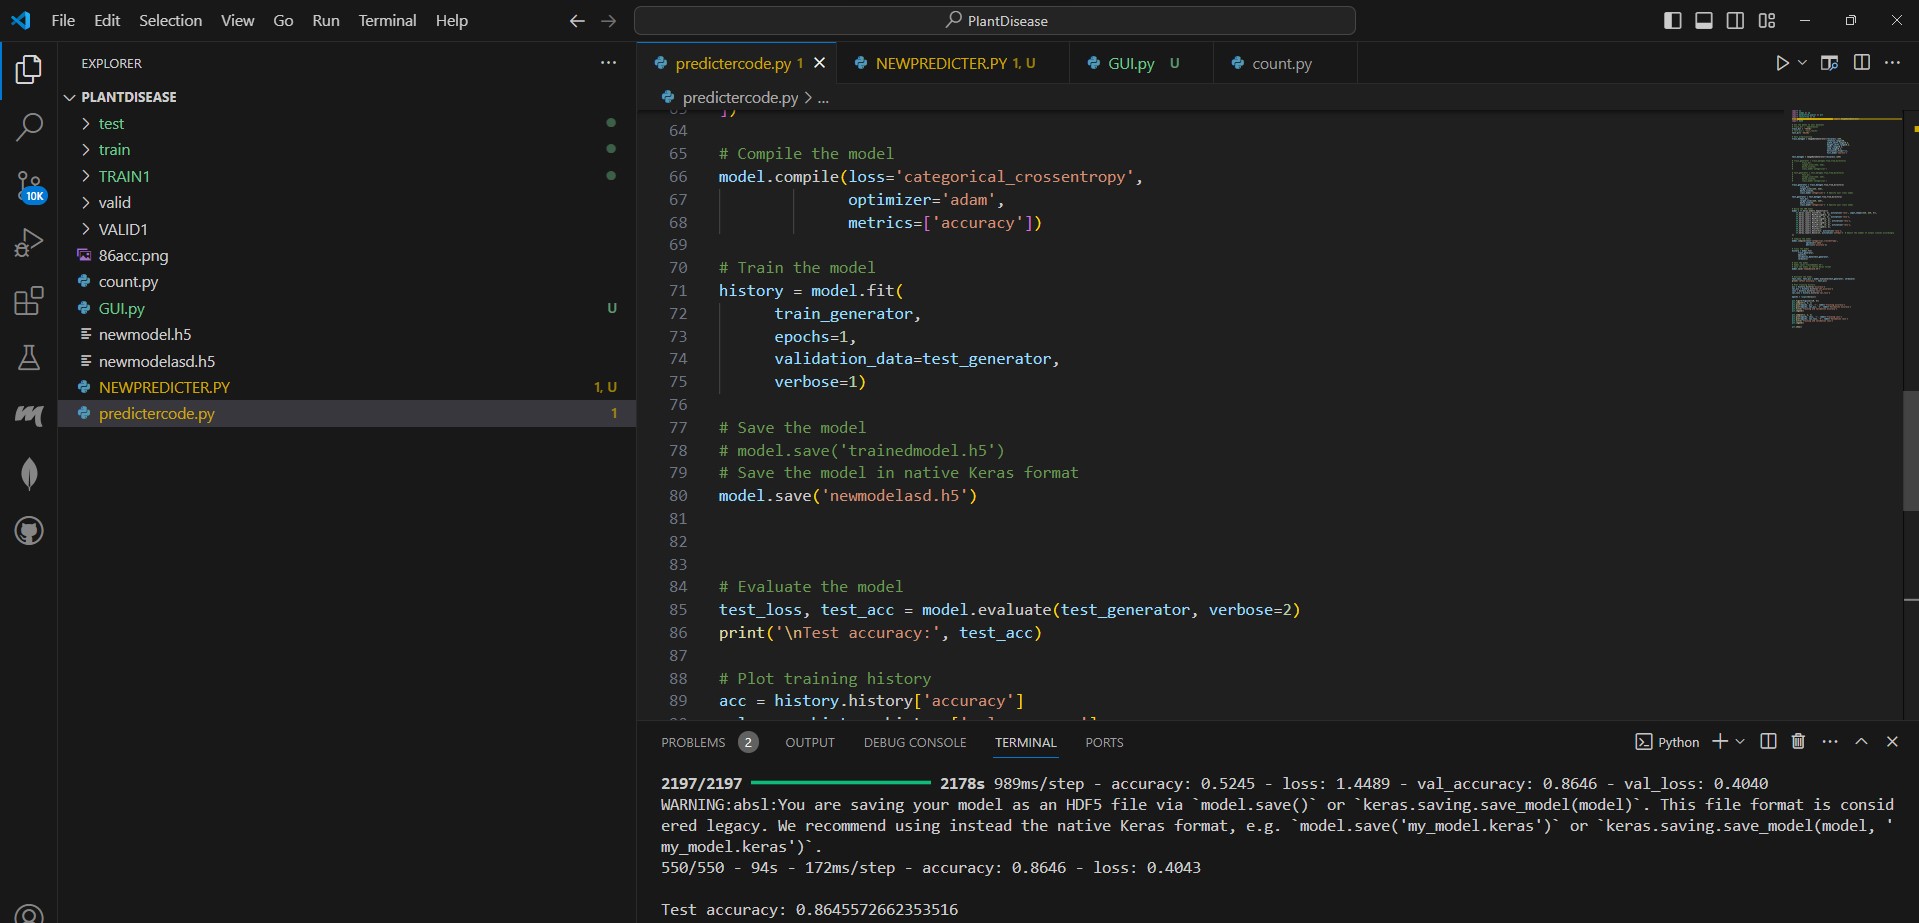 File Edit Selection View Go Run Terminal Help
PlantDisease
EXPLORER
PLANTDISEASE
test
train
TRAIN1
valid
VALID1
86acc.png
count.py
GUI.py U
newmodel.h5
newmodelasd.h5
NEWPREDICTER.PY 1, U
predictercode.py 1
10K
predictercode.py 1
NEWPREDICTER.PY 1, U
GUI.py U
count.py
predictercode.py > ...
64
65 # Compile the model
66 model.compile(loss='categorical_crossentropy',
67 optimizer='adam',
68 metrics=['accuracy'])
69
70 # Train the model
71 history = model.fit(
72 train_generator,
73 epochs=1,
74 validation_data=test_generator,
75 verbose=1)
76
77 # Save the model
78 # model.save('trainedmodel.h5')
79 # Save the model in native Keras format
80 model.save('newmodelasd.h5')
81
82
83
84 # Evaluate the model
85 test_loss, test_acc = model.evaluate(test_generator, verbose=2)
86 print('\nTest accuracy:', test_acc)
87
88 # Plot training history
89 acc = history.history['accuracy']
PROBLEMS 2 OUTPUT DEBUG CONSOLE TERMINAL PORTS
Python
2197/2197 2178s 989ms/step - accuracy: 0.5245 - loss: 1.4489 - val_accuracy: 0.8646 - val_loss: 0.4040
WARNING:absl:You are saving your model as an HDF5 file via `model.save()` or `keras.saving.save_model(model)`. This file format is consid
ered legacy. We recommend using instead the native Keras format, e.g. `model.save('my_model.keras')` or `keras.saving.save_model(model, '
my_model.keras')`.
550/550 - 94s - 172ms/step - accuracy: 0.8646 - loss: 0.4043
Test accuracy: 0.8645572662353516